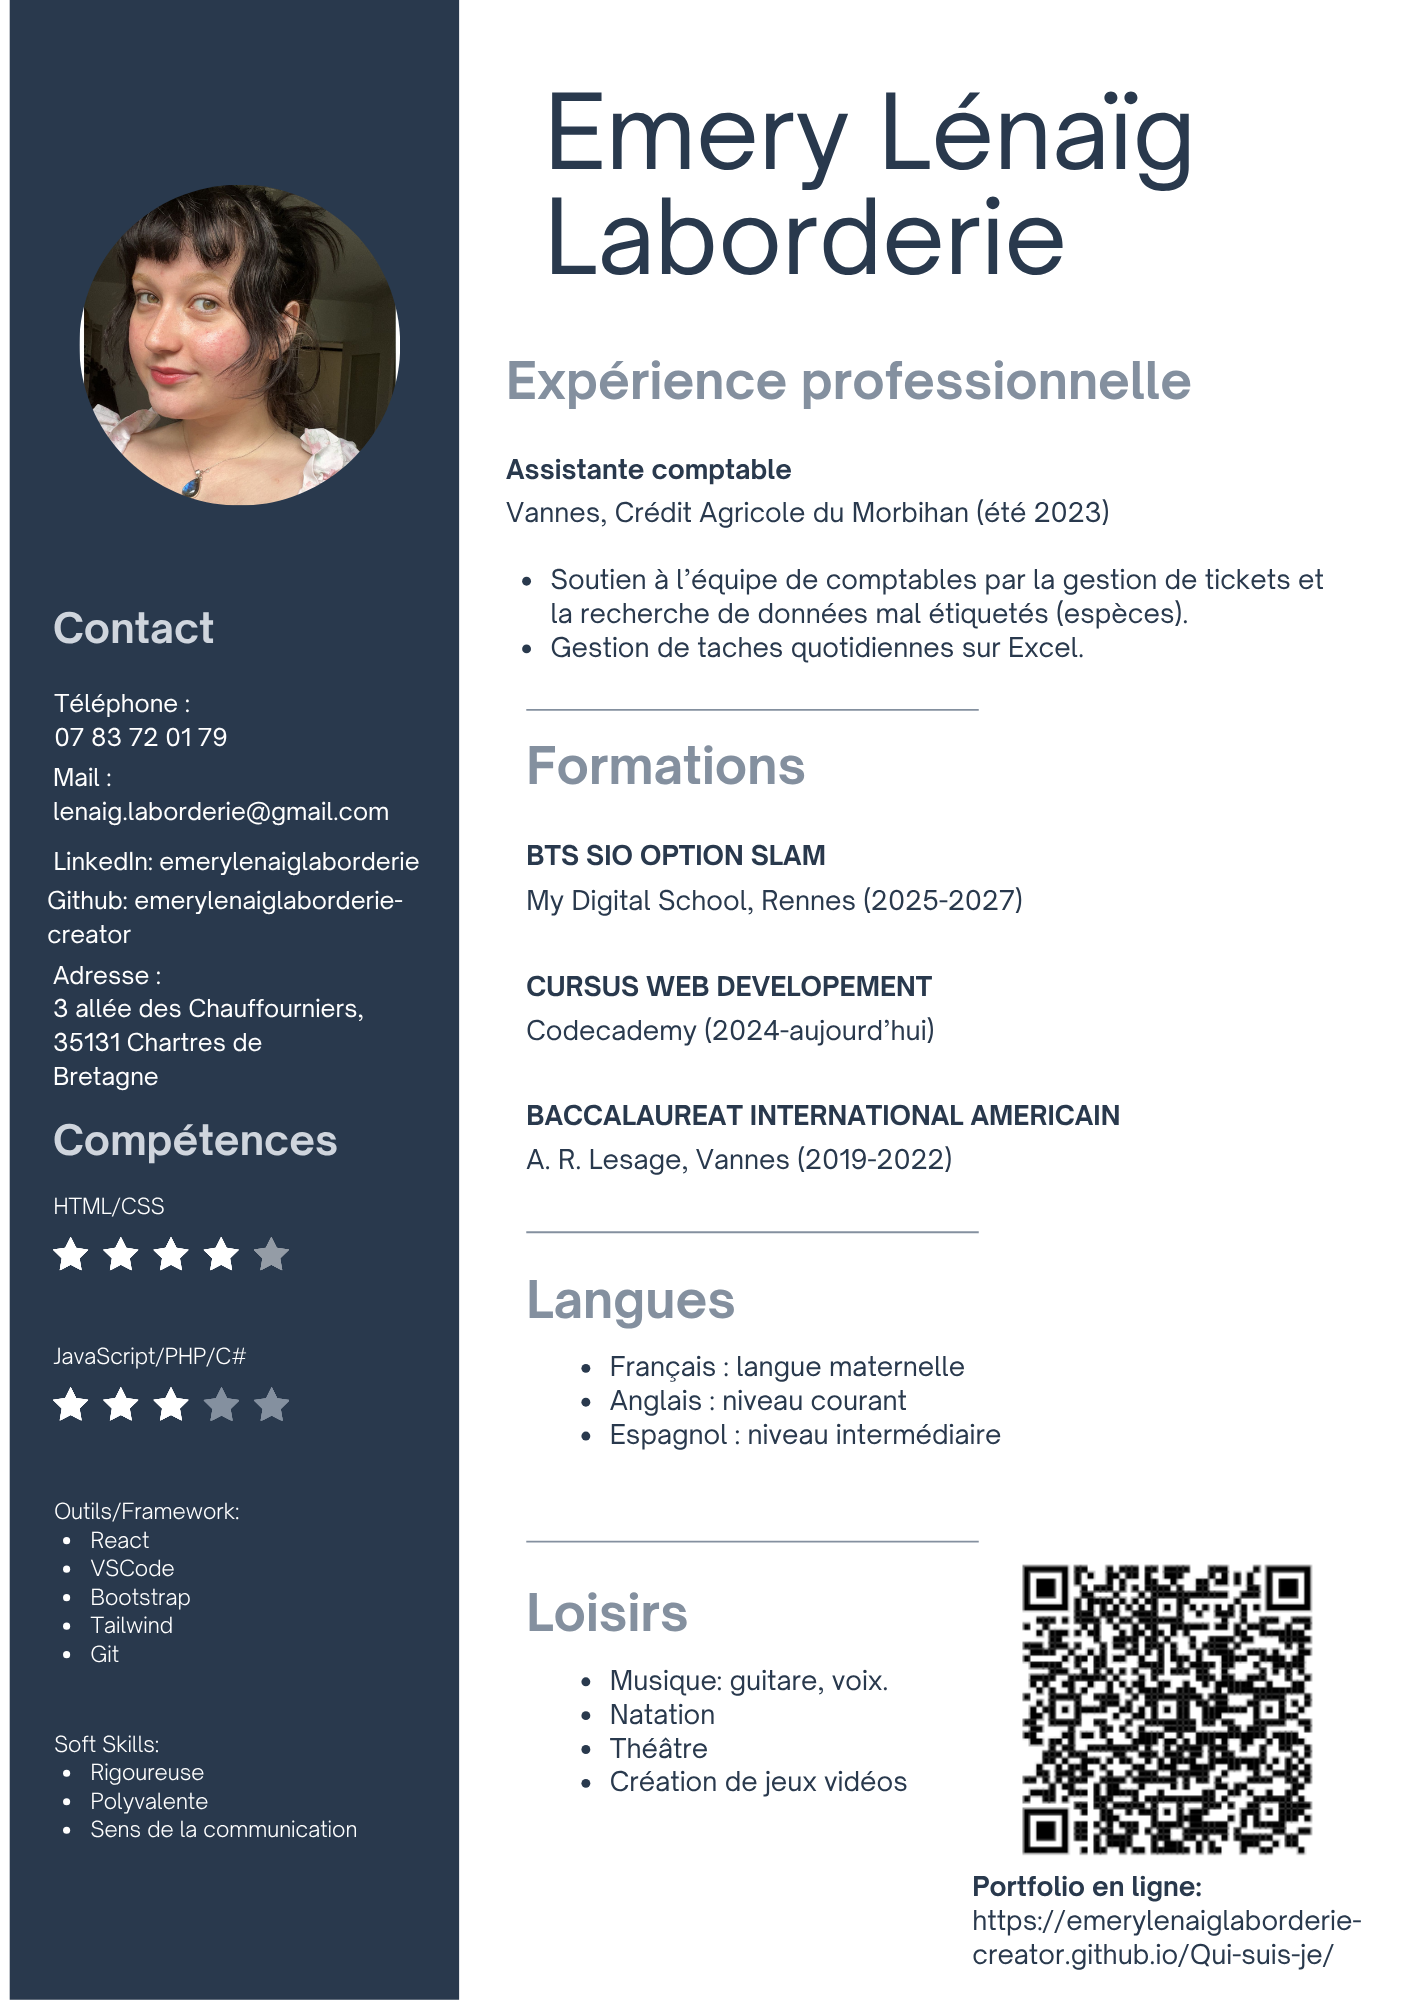 Emery Lénaïg
Laborderie
Contact
Téléphone :
07 83 72 01 79
Mail :
lenaig.laborderie@gmail.com
LinkedIn: emerylenaiglaborderie
Github: emerylenaiglaborderie-
creator
Adresse :
3 allée des Chauffourniers,
35131 Chartres de
Bretagne
Compétences
HTML/CSS
JavaScript/PHP/C#
Outils/Framework:
• React
• VSCode
• Bootstrap
• Tailwind
• Git
Soft Skills:
• Rigoureuse
• Polyvalente
• Sens de la communication
Expérience professionnelle
Assistante comptable
Vannes, Crédit Agricole du Morbihan (été 2023)
• Soutien à l’équipe de comptables par la gestion de tickets et
la recherche de données mal étiquetés (espèces).
• Gestion de taches quotidiennes sur Excel.
Formations
BTS SIO OPTION SLAM
My Digital School, Rennes (2025-2027)
CURSUS WEB DEVELOPEMENT
Codecademy (2024-aujourd’hui)
BACCALAUREAT INTERNATIONAL AMERICAIN
A. R. Lesage, Vannes (2019-2022)
Langues
• Français : langue maternelle
• Anglais : niveau courant
• Espagnol : niveau intermédiaire
Loisirs
• Musique: guitare, voix.
• Natation
• Théâtre
• Création de jeux vidéos
Portfolio en ligne:
https://emerylenaiglaborderie-
creator.github.io/Qui-suis-je/